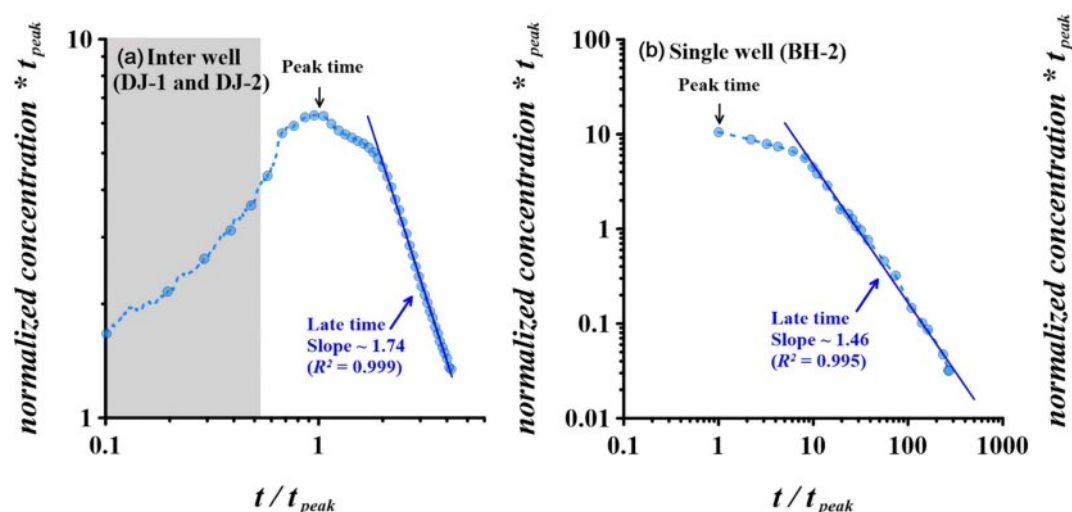 normalized concentration * t_peak
10
1
(a) Inter well
(DJ-1 and DJ-2)
Peak time
Late time
Slope ~ 1.74
(R² = 0.999)
0.1
1
t / t_peak
normalized concentration * t_peak
100
10
1
0.1
0.01
(b) Single well (BH-2)
Peak time
Late time
Slope ~ 1.46
(R² = 0.995)
0.1
1
10
100
1000
t / t_peak
normalized concentration * t_peak